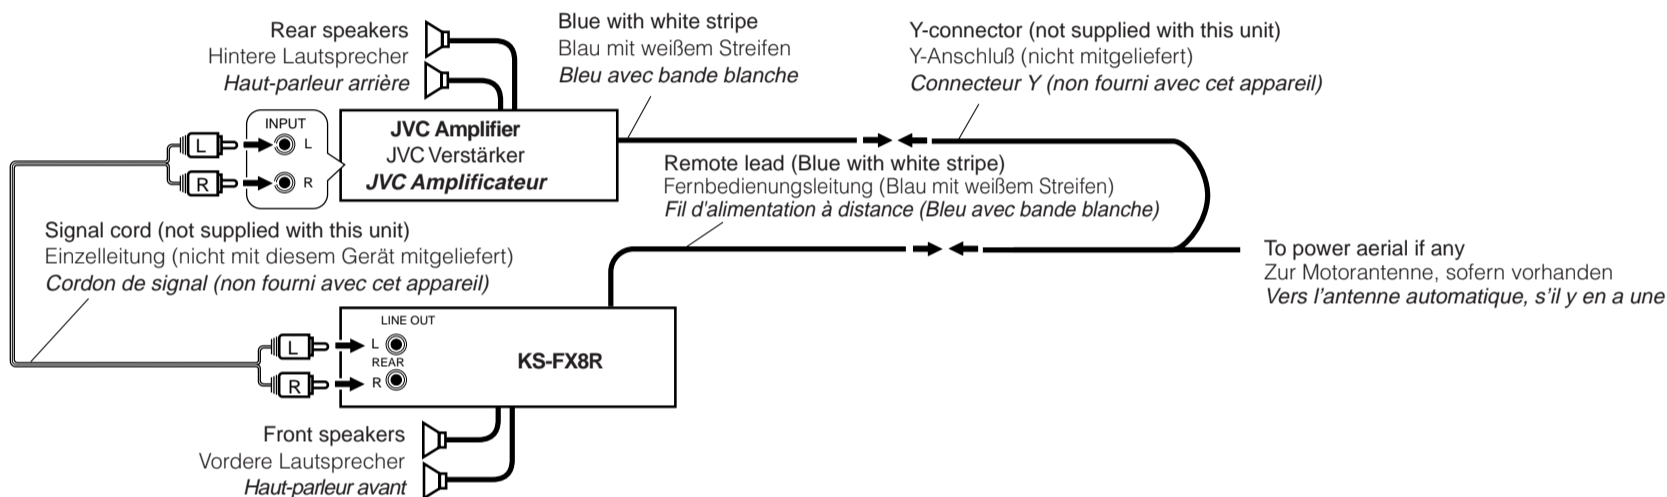 Rear speakers
Hintere Lautsprecher
Haut-parleur arrière
Blue with white stripe
Blau mit weißem Streifen
Bleu avec bande blanche
Y-connector (not supplied with this unit)
Y-Anschluß (nicht mitgeliefert)
Connecteur Y (non fourni avec cet appareil)
INPUT
L
L
R
R
JVC Amplifier
JVC Verstärker
JVC Amplificateur
Remote lead (Blue with white stripe)
Fernbedienungsleitung (Blau mit weißem Streifen)
Fil d'alimentation à distance (Bleu avec bande blanche)
Signal cord (not supplied with this unit)
Einzelleitung (nicht mit diesem Gerät mitgeliefert)
Cordon de signal (non fourni avec cet appareil)
To power aerial if any
Zur Motorantenne, sofern vorhanden
Vers l'antenne automatique, s'il y en a une
LINE OUT
L
L
REAR
R
R
KS-FX8R
Front speakers
Vordere Lautsprecher
Haut-parleur avant